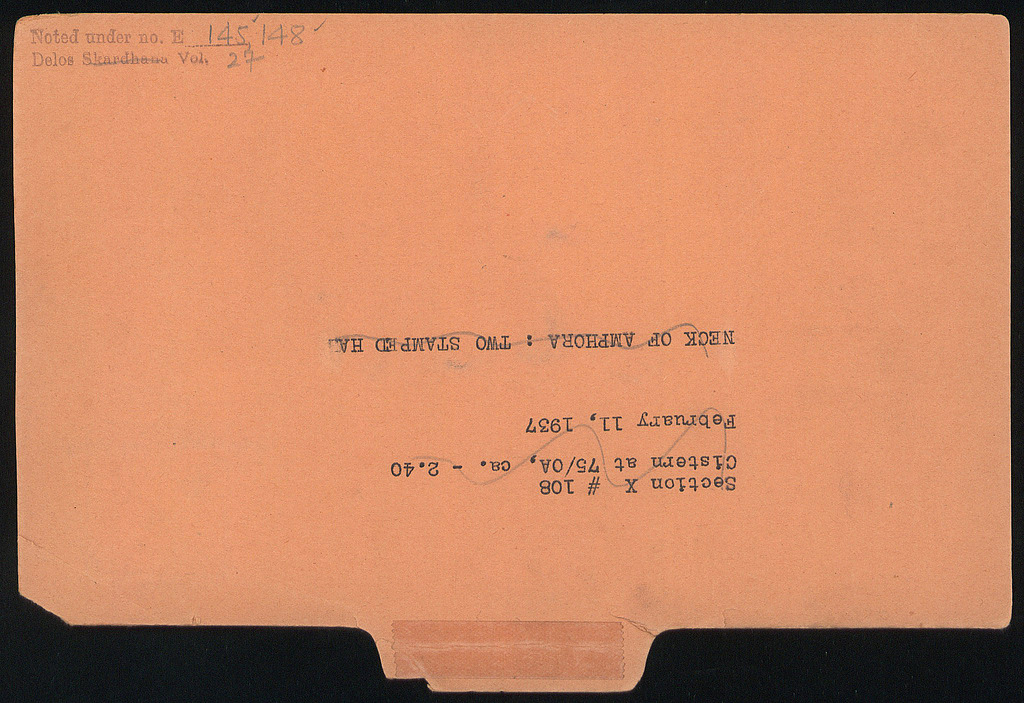 Noted under no. E 145, 148
Delos Skardhana Vol. 27
Section X # 108
Cistern at 75/OA, ca. - 2.40
February 11, 1937
NECK OF AMPHORA : TWO STAMPED HA